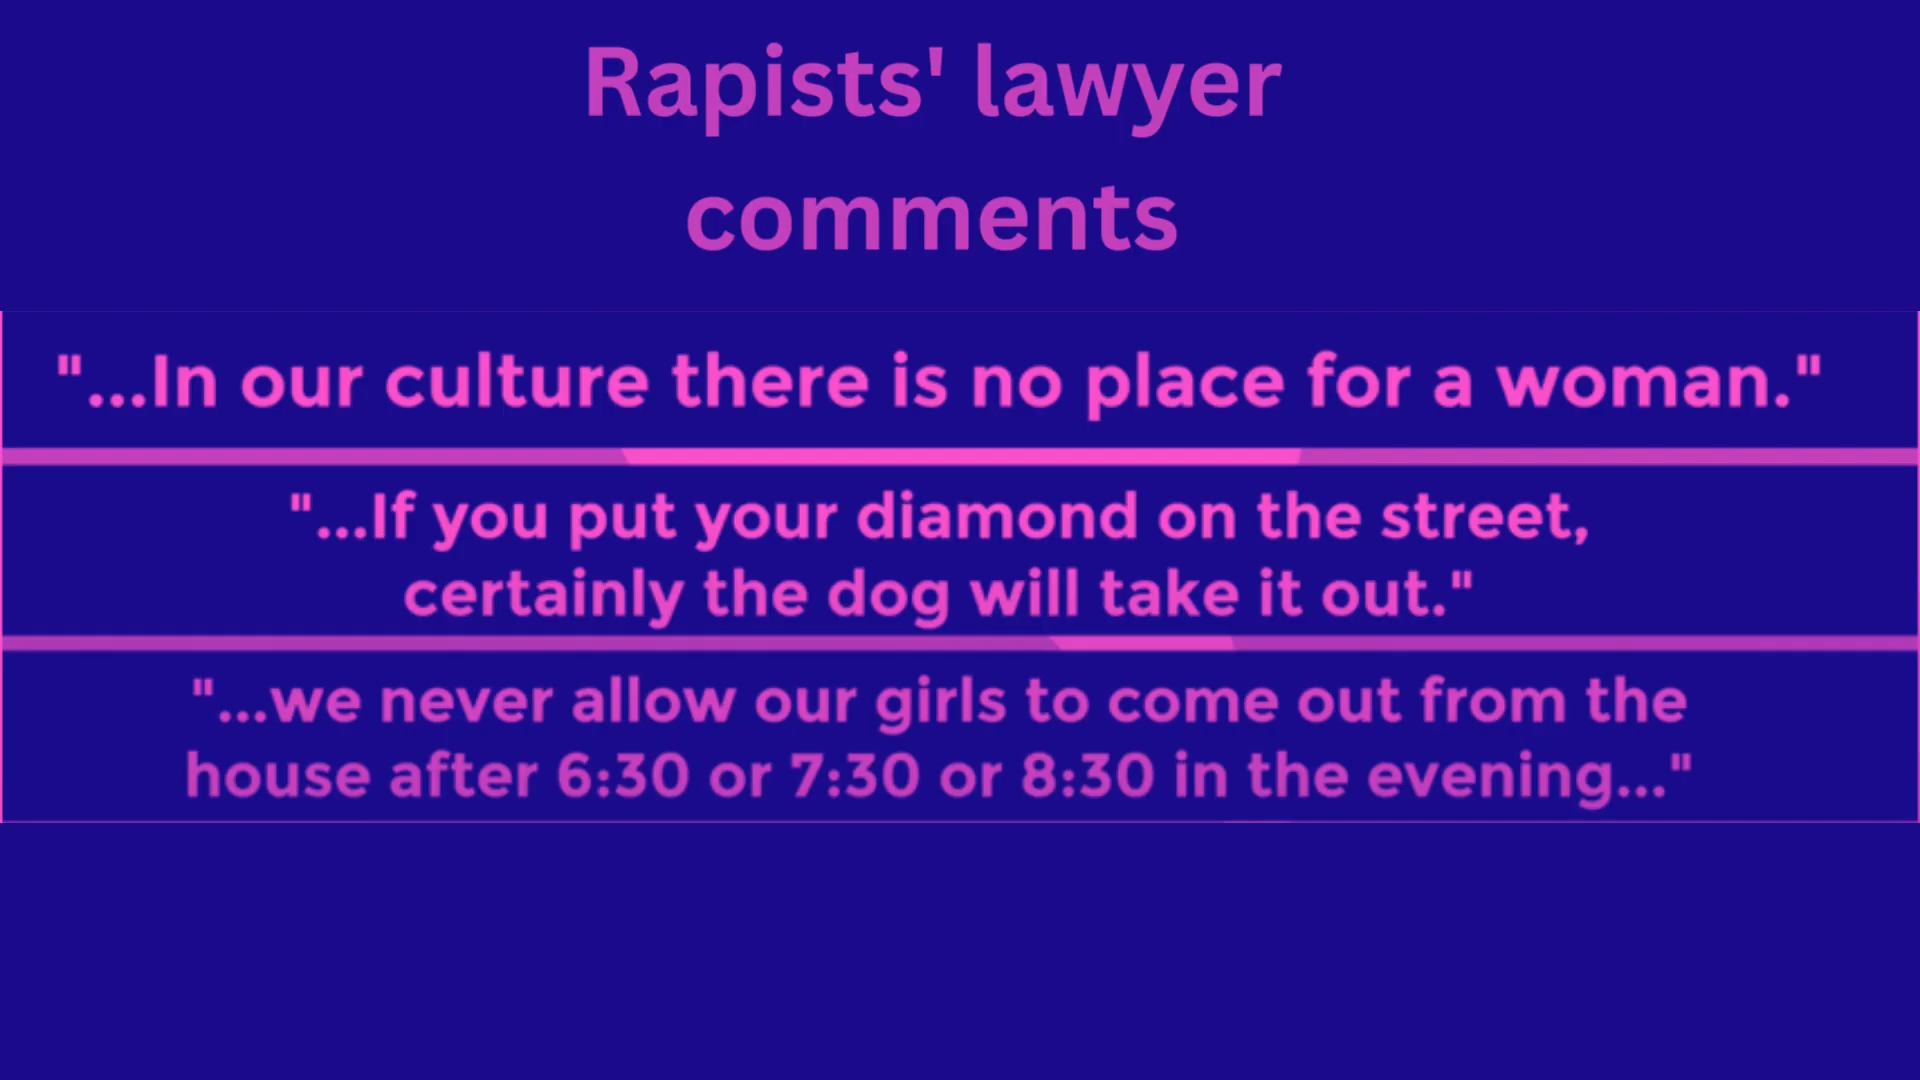 Rapists' lawyer
comments
"...In our culture there is no place for a woman."
"...If you put your diamond on the street,
certainly the dog will take it out."
"...we never allow our girls to come out from the
house after 6:30 or 7:30 or 8:30 in the evening..."